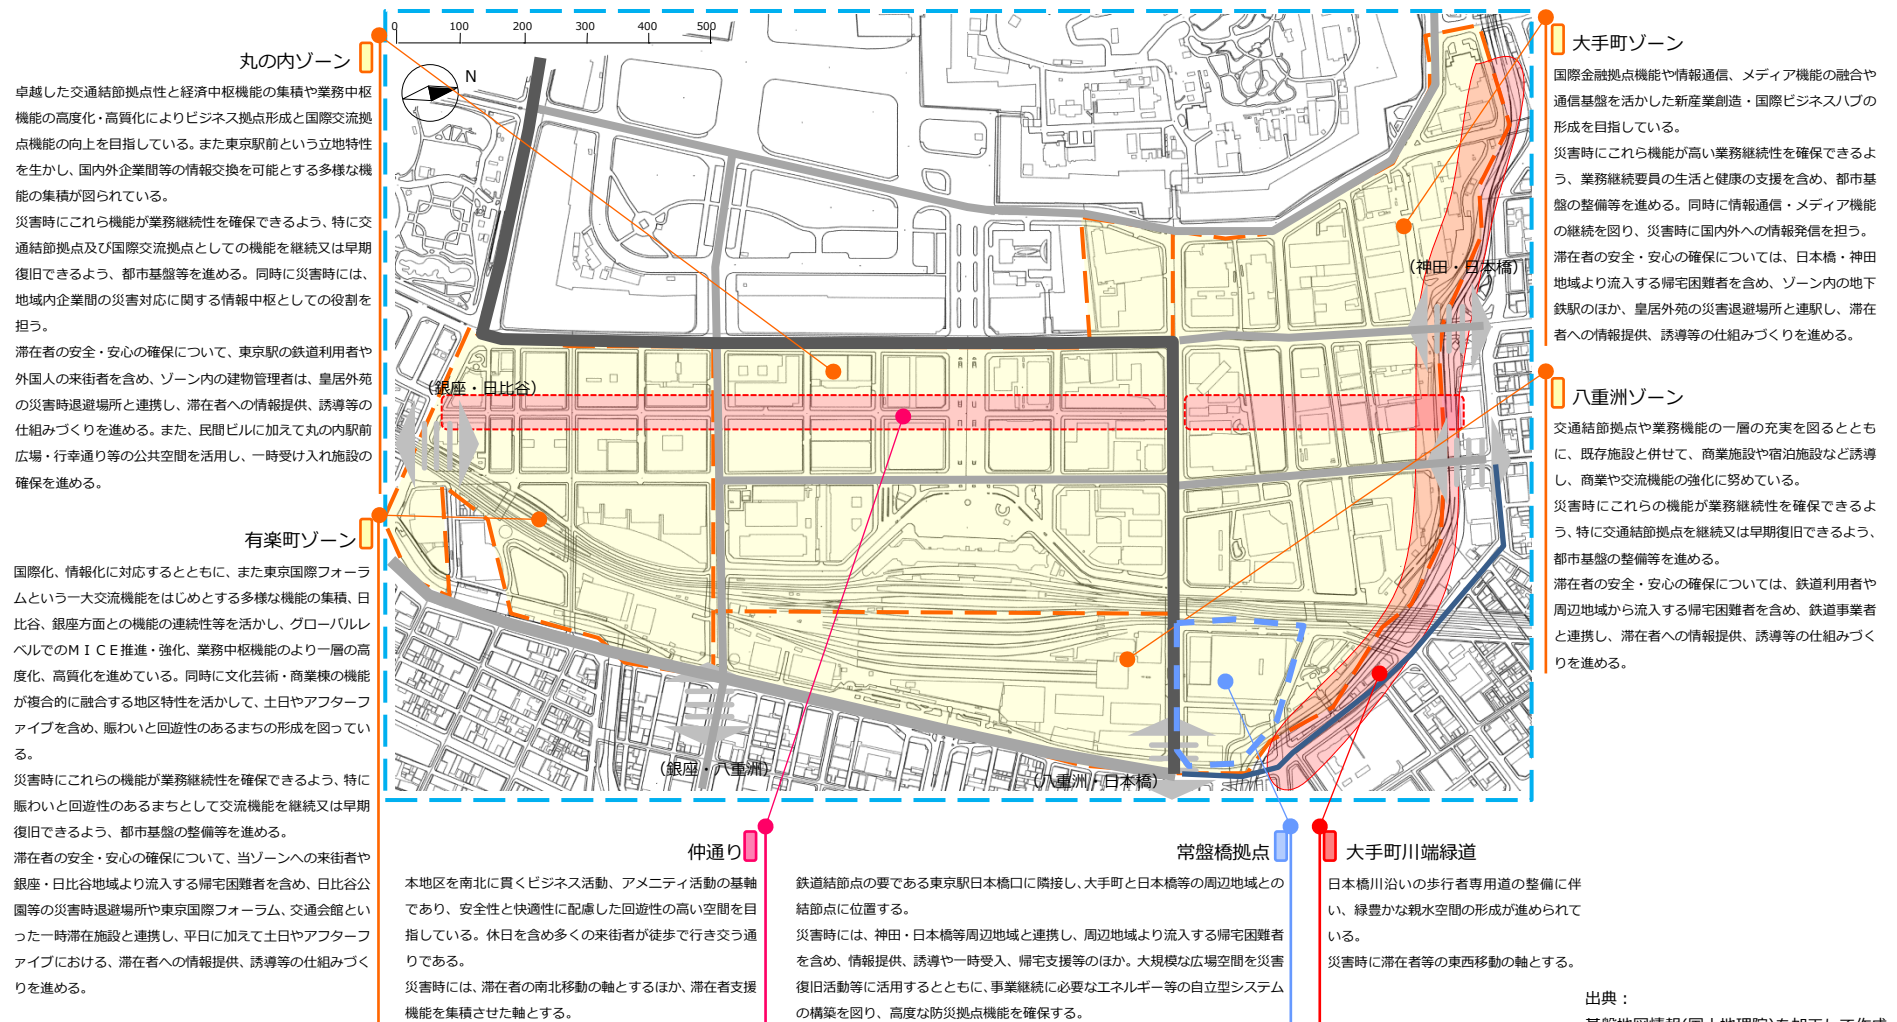 丸の内ゾーン
卓越した交通結節拠点性と経済中枢機能の集積や業務中枢
機能の高度化・高質化によりビジネス拠点形成と国際交流拠
点機能の向上を目指している。また東京駅前という立地特性
を生かし、国内外企業間等の情報交換を可能とする多様な機
能の集積が図られている。
災害時にこれら機能が業務継続性を確保できるよう、特に交
通結節拠点及び国際交流拠点としての機能を継続又は早期
復旧できるよう、都市基盤等を進める。同時に災害時には、
地域内企業間の災害対応に関する情報中枢としての役割を
担う。
滞在者の安全・安心の確保について、東京駅の鉄道利用者や
外国人の来街者を含め、ゾーン内の建物管理者は、皇居外苑
の災害時退避場所と連携し、滞在者への情報提供、誘導等の
仕組みづくりを進める。また、民間ビルに加えて丸の内駅前
広場・行幸通り等の公共空間を活用し、一時受け入れ施設の
確保を進める。
有楽町ゾーン
国際化、情報化に対応するとともに、また東京国際フォーラ
ムという一大交流機能をはじめとする多様な機能の集積、日
比谷、銀座方面との機能の連続性等を活かし、グローバルレ
ベルでのＭＩＣＥ推進・強化、業務中枢機能のより一層の高
度化、高質化を進めている。同時に文化芸術・商業棟の機能
が複合的に融合する地区特性を活かして、土日やアフターフ
ァイブを含め、賑わいと回遊性のあるまちの形成を図ってい
る。
災害時にこれらの機能が業務継続性を確保できるよう、特に
賑わいと回遊性のあるまちとして交流機能を継続又は早期
復旧できるよう、都市基盤の整備等を進める。
滞在者の安全・安心の確保について、当ゾーンへの来街者や
銀座・日比谷地域より流入する帰宅困難者を含め、日比谷公
園等の災害時退避場所や東京国際フォーラム、交通会館とい
った一時滞在施設と連携し、平日に加えて土日やアフターフ
ァイブにおける、滞在者への情報提供、誘導等の仕組みづく
りを進める。
0 100 200 300 400 500
N
（神田・日本橋）
（銀座・日比谷）
（銀座・八重洲）
（八重洲・日本橋）
大手町ゾーン
国際金融拠点機能や情報通信、メディア機能の融合や
通信基盤を活かした新産業創造・国際ビジネスハブの
形成を目指している。
災害時にこれら機能が高い業務継続性を確保できるよ
う、業務継続要員の生活と健康の支援を含め、都市基
盤の整備等を進める。同時に情報通信・メディア機能
の継続を図り、災害時に国内外への情報発信を担う。
滞在者の安全・安心の確保については、日本橋・神田
地域より流入する帰宅困難者を含め、ゾーン内の地下
鉄駅のほか、皇居外苑の災害退避場所と連駅し、滞在
者への情報提供、誘導等の仕組みづくりを進める。
八重洲ゾーン
交通結節拠点や業務機能の一層の充実を図るととも
に、既存施設と併せて、商業施設や宿泊施設など誘導
し、商業や交流機能の強化に努めている。
災害時にこれらの機能が業務継続性を確保できるよ
う、特に交通結節拠点を継続又は早期復旧できるよう、
都市基盤の整備等を進める。
滞在者の安全・安心の確保については、鉄道利用者や
周辺地域から流入する帰宅困難者を含め、鉄道事業者
と連携し、滞在者への情報提供、誘導等の仕組みづく
りを進める。
仲通り
本地区を南北に貫くビジネス活動、アメニティ活動の基軸
であり、安全性と快適性に配慮した回遊性の高い空間を目
指している。休日を含め多くの来街者が徒歩で行き交う通
りである。
災害時には、滞在者の南北移動の軸とするほか、滞在者支援
機能を集積させた軸とする。
常盤橋拠点
鉄道結節点の要である東京駅日本橋口に隣接し、大手町と日本橋等の周辺地域との
結節点に位置する。
災害時には、神田・日本橋等周辺地域と連携し、周辺地域より流入する帰宅困難者
を含め、情報提供、誘導や一時受入、帰宅支援等のほか。大規模な広場空間を災害
復旧活動等に活用するとともに、事業継続に必要なエネルギー等の自立型システム
の構築を図り、高度な防災拠点機能を確保する。
大手町川端緑道
日本橋川沿いの歩行者専用道の整備に伴
い、緑豊かな親水空間の形成が進められて
いる。
災害時に滞在者等の東西移動の軸とする。
出典：
基盤地図情報(国土地理院)を加工して作成